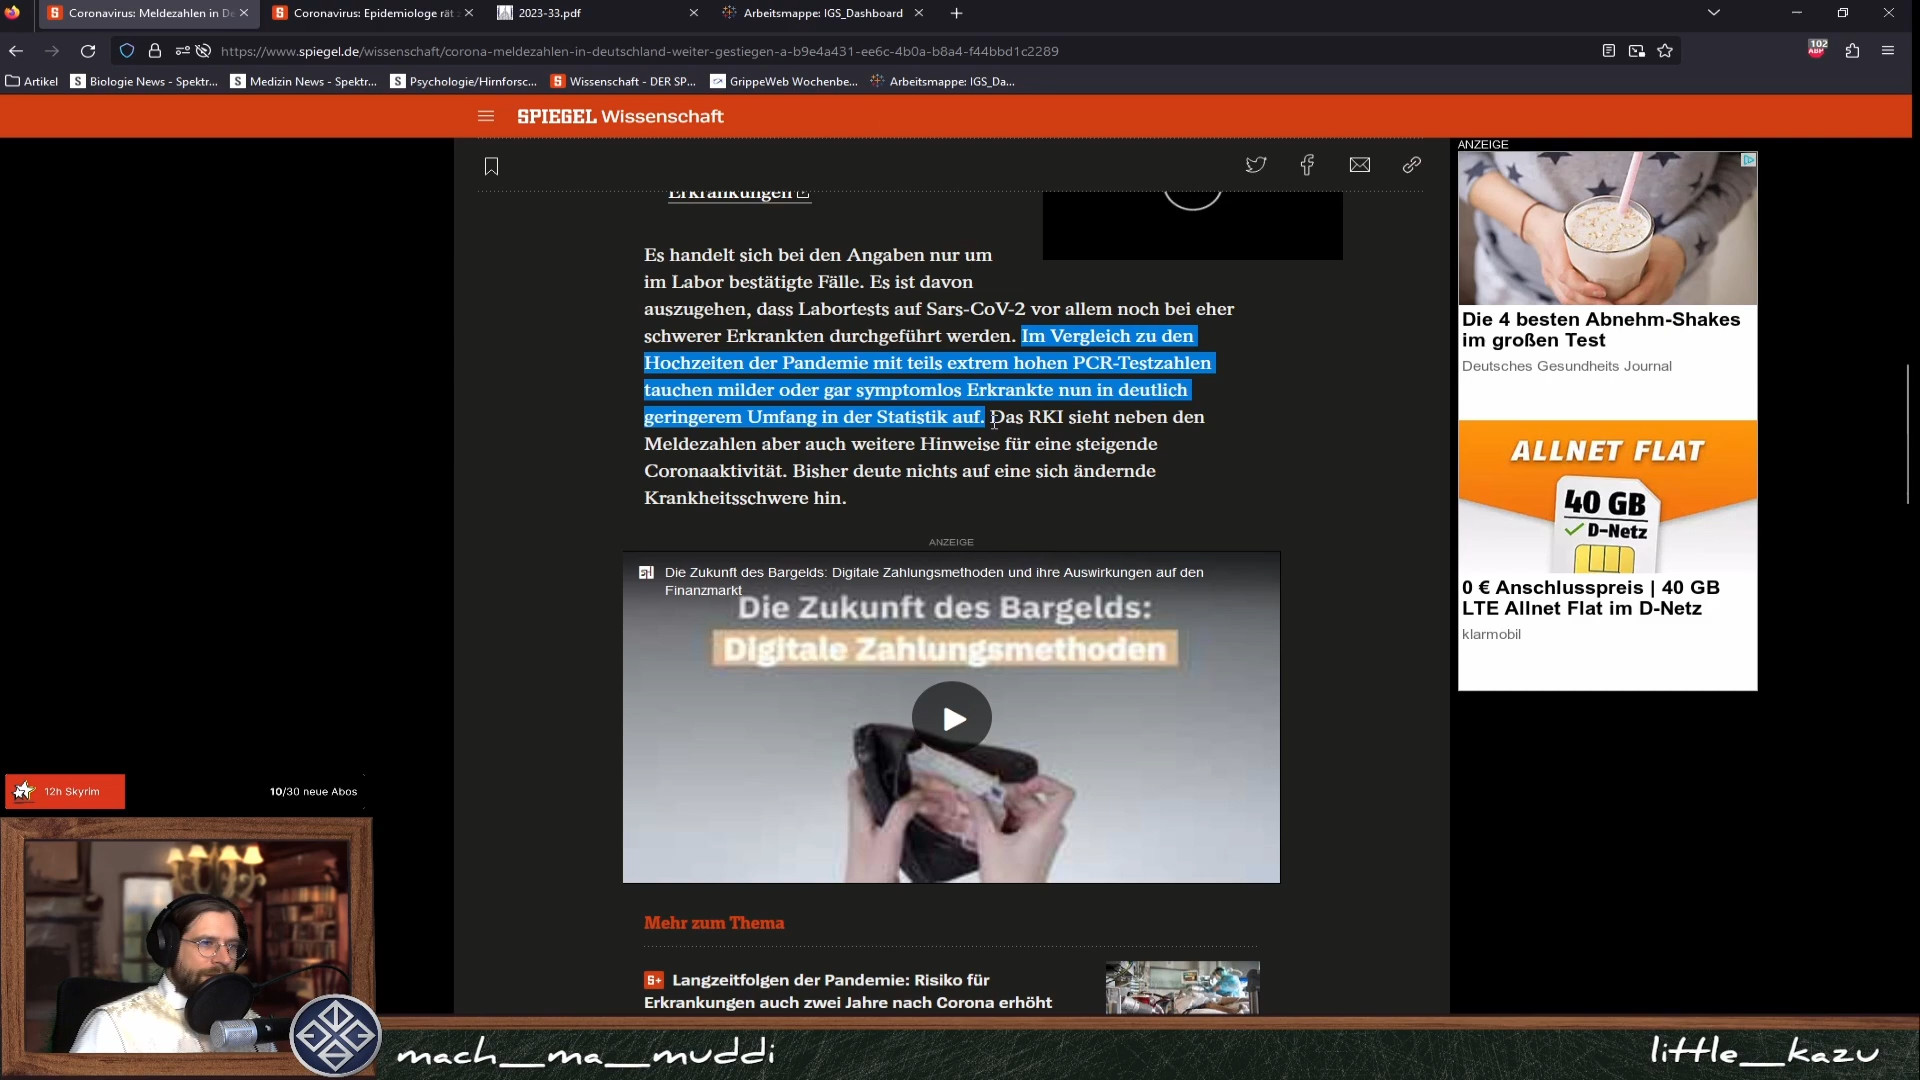 Coronavirus: Meldezahlen in De
Coronavirus: Epidemiologe rät
2023-33.pdf
Arbeitsmappe: IGS_Dashboard
https://www.spiegel.de/wissenschaft/corona-meldezahlen-in-deutschland-weiter-gestiegen-a-b9e4a431-ee6c-4b0a-b8a4-f44bbd1c2289
102
ABP
Artikel
Biologie News - Spektr...
Medizin News - Spektr...
Psychologie/Hirnforsc...
Wissenschaft - DER SP...
GrippeWeb Wochenbe...
Arbeitsmappe: IGS_Da...
SPIEGEL Wissenschaft
Erkrankungen
Es handelt sich bei den Angaben nur um
im Labor bestätigte Fälle. Es ist davon
auszugehen, dass Labortests auf Sars-CoV-2 vor allem noch bei eher
schwerer Erkrankten durchgeführt werden. Im Vergleich zu den
Hochzeiten der Pandemie mit teils extrem hohen PCR-Testzahlen
tauchen milder oder gar symptomlos Erkrankte nun in deutlich
geringerem Umfang in der Statistik auf. Das RKI sieht neben den
Meldezahlen aber auch weitere Hinweise für eine steigende
Coronaaktivität. Bisher deute nichts auf eine sich ändernde
Krankheitsschwere hin.
ANZEIGE
Die Zukunft des Bargelds: Digitale Zahlungsmethoden und ihre Auswirkungen auf den
Finanzmarkt
Die Zukunft des Bargelds:
Digitale Zahlungsmethoden
Mehr zum Thema
S+ Langzeitfolgen der Pandemie: Risiko für
Erkrankungen auch zwei Jahre nach Corona erhöht
ANZEIGE
Die 4 besten Abnehm-Shakes
im großen Test
Deutsches Gesundheits Journal
ALLNET FLAT
40 GB
D-Netz
0 € Anschlusspreis | 40 GB
LTE Allnet Flat im D-Netz
klarmobil
12h Skyrim
10/30 neue Abos
mach__ma__muddi
little__kazu